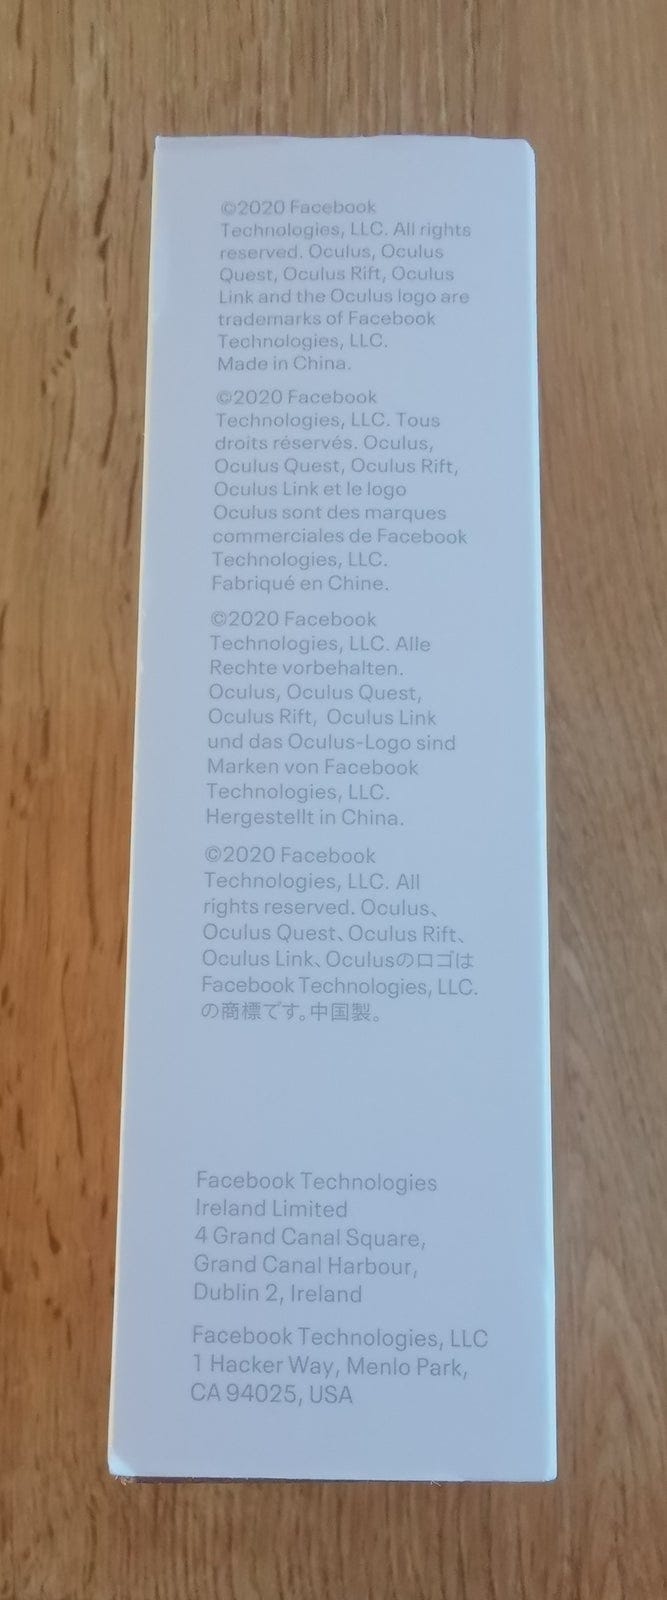 ©2020 Facebook
Technologies, LLC. All rights
reserved. Oculus, Oculus
Quest, Oculus Rift, Oculus
Link and the Oculus logo are
trademarks of Facebook
Technologies, LLC.
Made in China.
©2020 Facebook
Technologies, LLC. Tous
droits réservés. Oculus,
Oculus Quest, Oculus Rift,
Oculus Link et le logo
Oculus sont des marques
commerciales de Facebook
Technologies, LLC.
Fabriqué en Chine.
©2020 Facebook
Technologies, LLC. Alle
Rechte vorbehalten.
Oculus, Oculus Quest,
Oculus Rift, Oculus Link
und das Oculus-Logo sind
Marken von Facebook
Technologies, LLC.
Hergestellt in China.
©2020 Facebook
Technologies, LLC. All
rights reserved. Oculus、
Oculus Quest、Oculus Rift、
Oculus Link、Oculusのロゴは
Facebook Technologies, LLC.
の商標です。中国製。
Facebook Technologies
Ireland Limited
4 Grand Canal Square,
Grand Canal Harbour,
Dublin 2, Ireland
Facebook Technologies, LLC
1 Hacker Way, Menlo Park,
CA 94025, USA